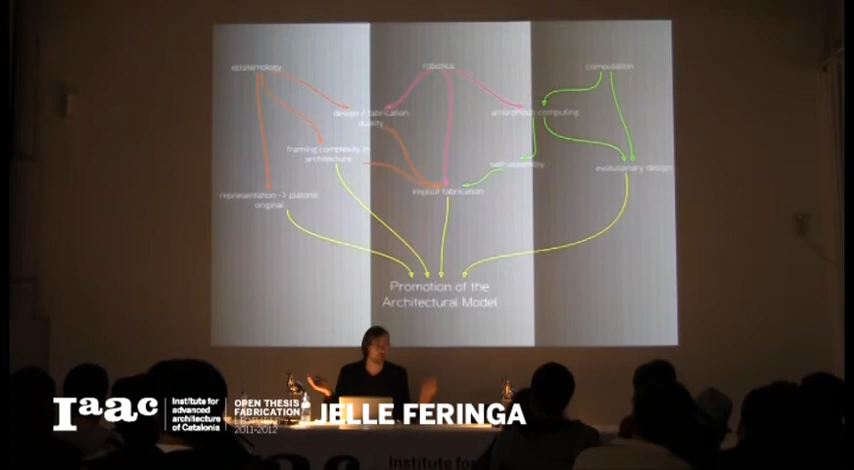 epistemology
robotics
computation
design / fabrication
duality
amorphous computing
framing complexity in
architecture
self-assembly
evolutionary design
representation -> platonic
original
implicit fabrication
Promotion of the
Architectural Model
Iaac
Institute for
advanced
architecture
of Catalonia
OPEN THESIS
FABRICATION
LECTURES
2011-2012
JELLE FERINGA
Institute for